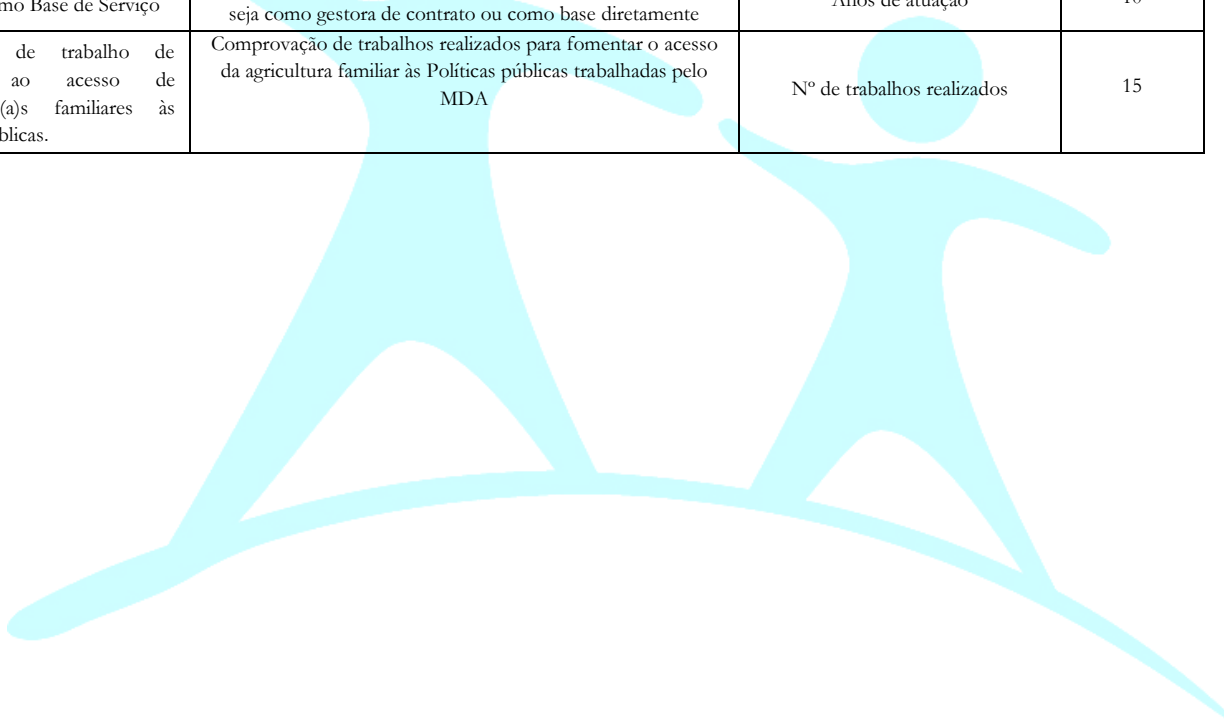 mo Base de Serviço
seja como gestora de contrato ou como base diretamente
Anos de atuação
de trabalho de
ao acesso de
(a)s familiares às
blicas.
Comprovação de trabalhos realizados para fomentar o acesso
da agricultura familiar às Políticas públicas trabalhadas pelo
MDA
Nº de trabalhos realizados
15